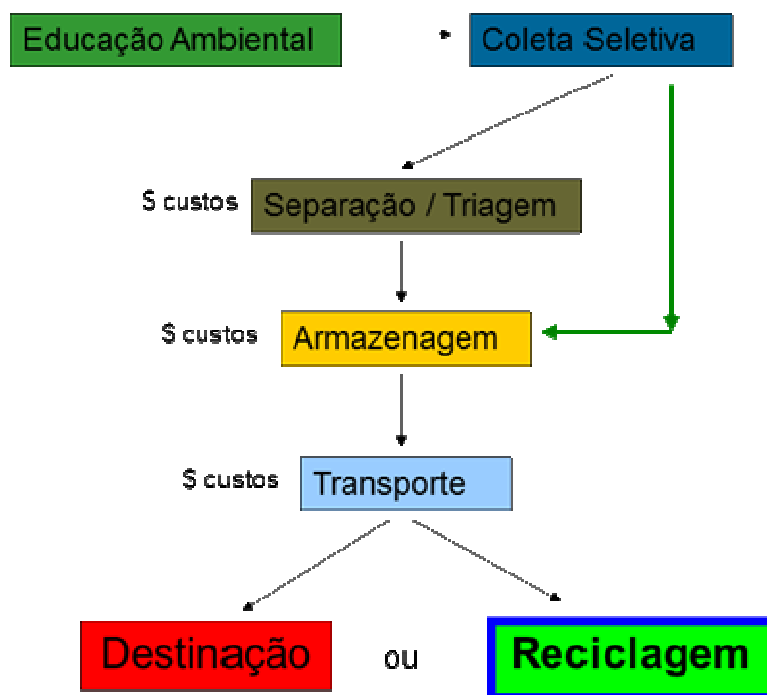 Educação Ambiental
Coleta Seletiva
$ custos
Separação / Triagem
$ custos
Armazenagem
$ custos
Transporte
Destinação
ou
Reciclagem